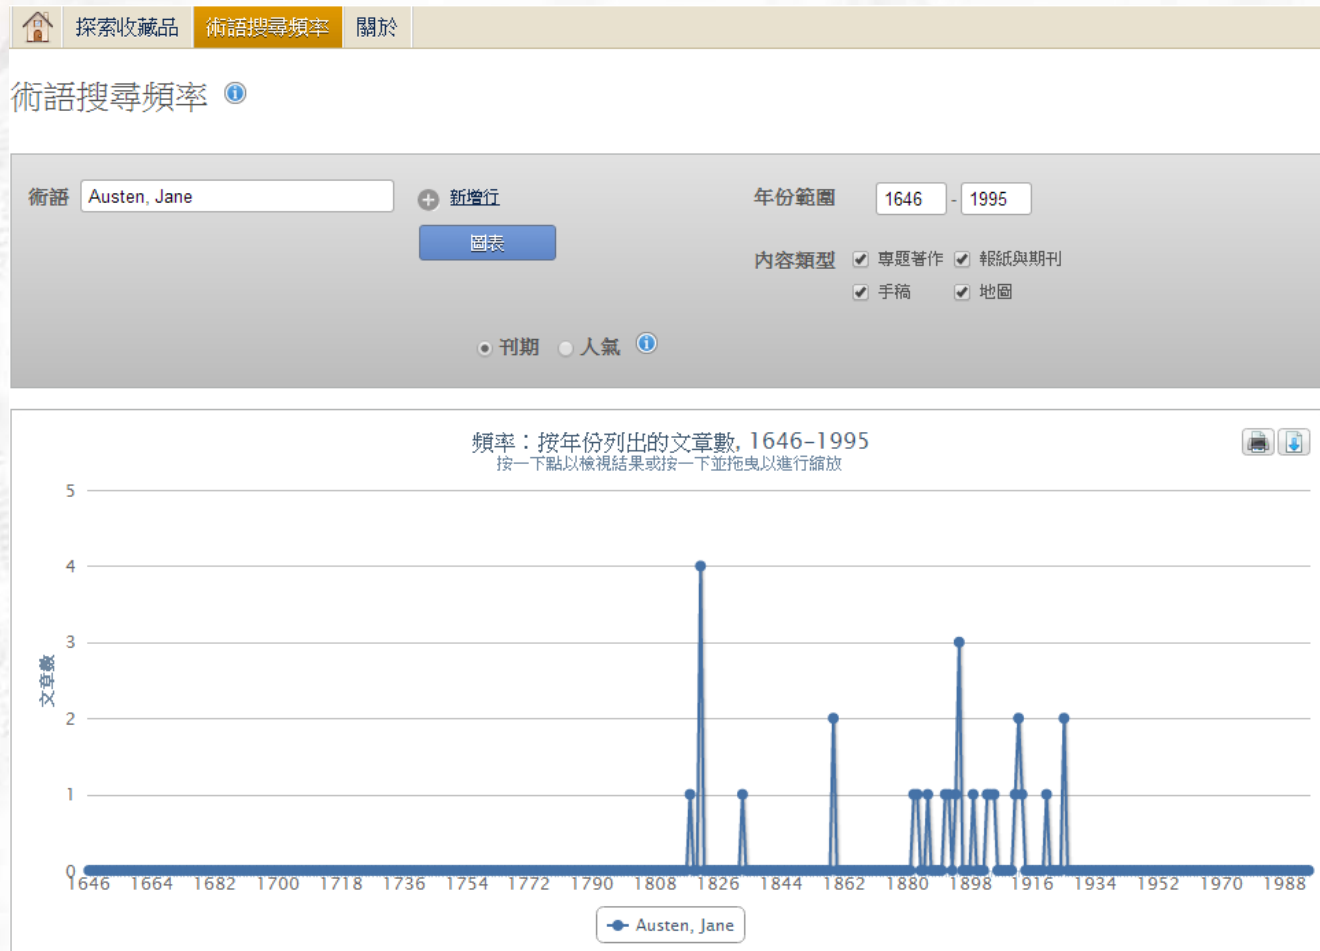 探索收藏品 術語搜尋頻率 關於
術語搜尋頻率
術語 Austen, Jane 新增行 年份範圍 1646 - 1995
圖表
內容類型 專題著作 報紙與期刊
手稿 地圖
刊期 人氣
頻率：按年份列出的文章數, 1646-1995
按一下點以檢視結果或按一下並拖曳以進行縮放
5
4
3
文章數
2
1
0
1646 1664 1682 1700 1718 1736 1754 1772 1790 1808 1826 1844 1862 1880 1898 1916 1934 1952 1970 1988
Austen, Jane